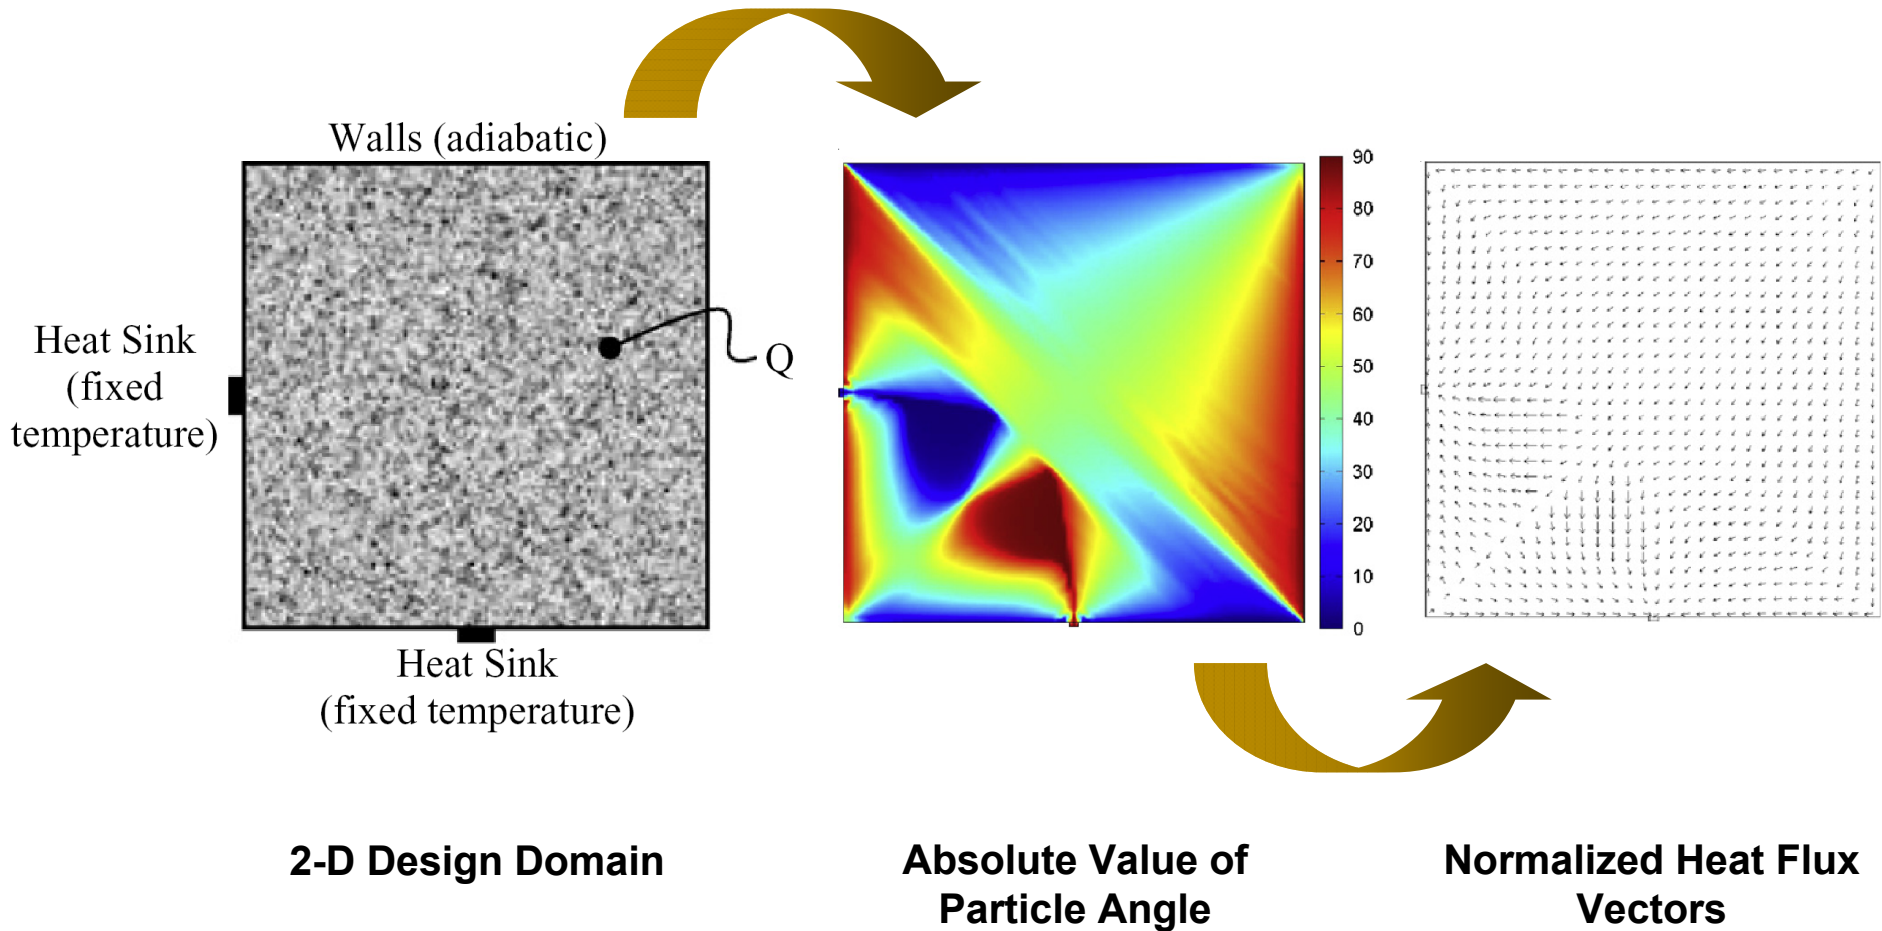 Walls (adiabatic)
Heat Sink
(fixed
temperature)
Q
Heat Sink
(fixed temperature)
90
80
70
60
50
40
30
20
10
0
2-D Design Domain
Absolute Value of
Particle Angle
Normalized Heat Flux
Vectors